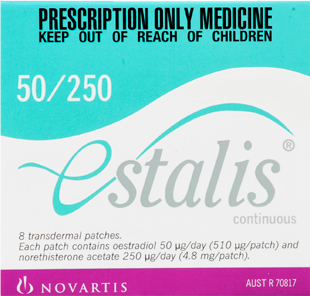 PRESCRIPTION ONLY MEDICINE
KEEP OUT OF REACH OF CHILDREN
50/250
estalis®
continuous
8 transdermal patches.
Each patch contains oestradiol 50 µg/day (510 µg/patch) and
norethisterone acetate 250 µg/day (4.8 mg/patch).
NOVARTIS AUST R 70817